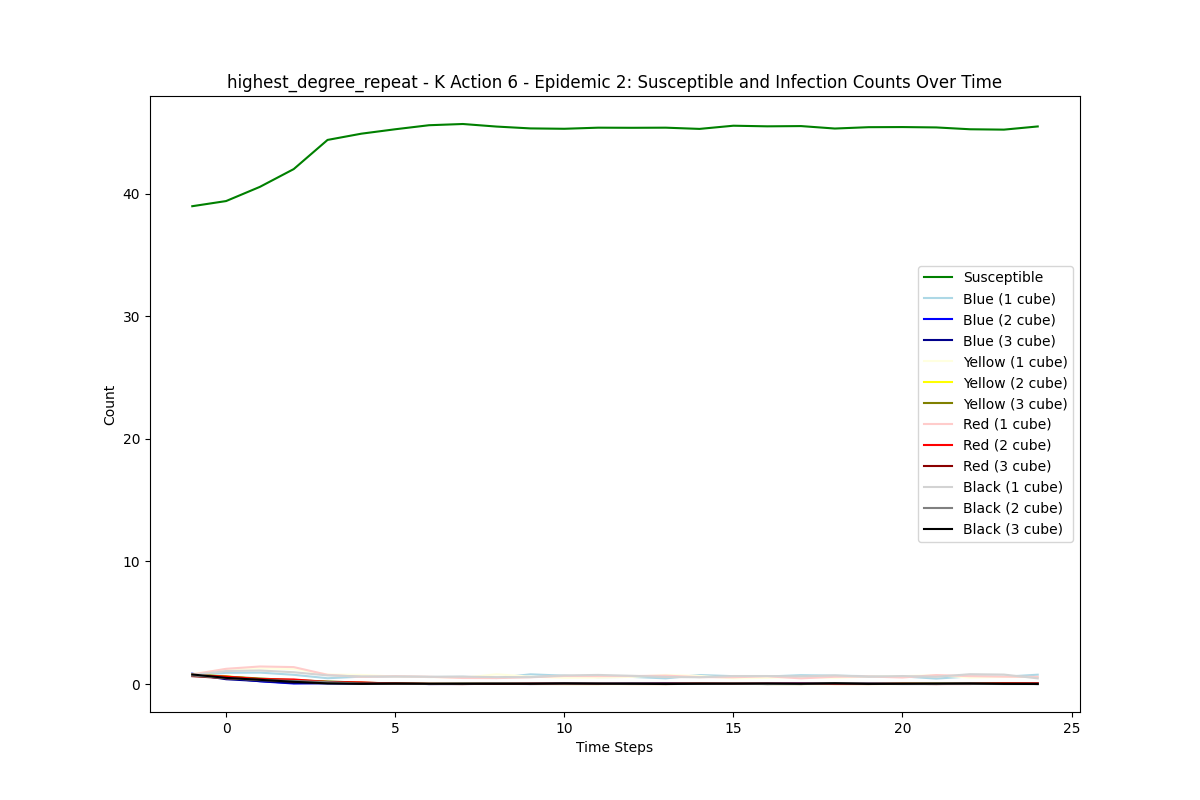 highest_degree_repeat - K Action 6 - Epidemic 2: Susceptible and Infection Counts Over Time
Count
40
30
20
10
0
Susceptible
Blue (1 cube)
Blue (2 cube)
Blue (3 cube)
Yellow (1 cube)
Yellow (2 cube)
Yellow (3 cube)
Red (1 cube)
Red (2 cube)
Red (3 cube)
Black (1 cube)
Black (2 cube)
Black (3 cube)
0 5 10 15 20 25
Time Steps